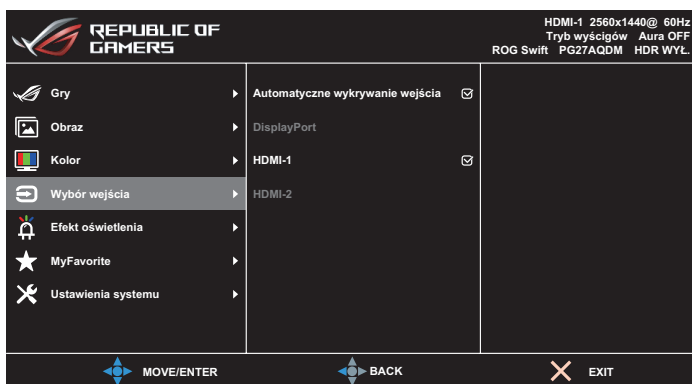 REPUBLIC OF
GAMERS
HDMI-1 2560x1440@ 60Hz
Tryb wyścigów Aura OFF
ROG Swift PG27AQDM HDR WYŁ.
Gry
Obraz
Kolor
Wybór wejścia
Efekt oświetlenia
MyFavorite
Ustawienia systemu
Automatyczne wykrywanie wejścia
DisplayPort
HDMI-1
HDMI-2
MOVE/ENTER
BACK
EXIT